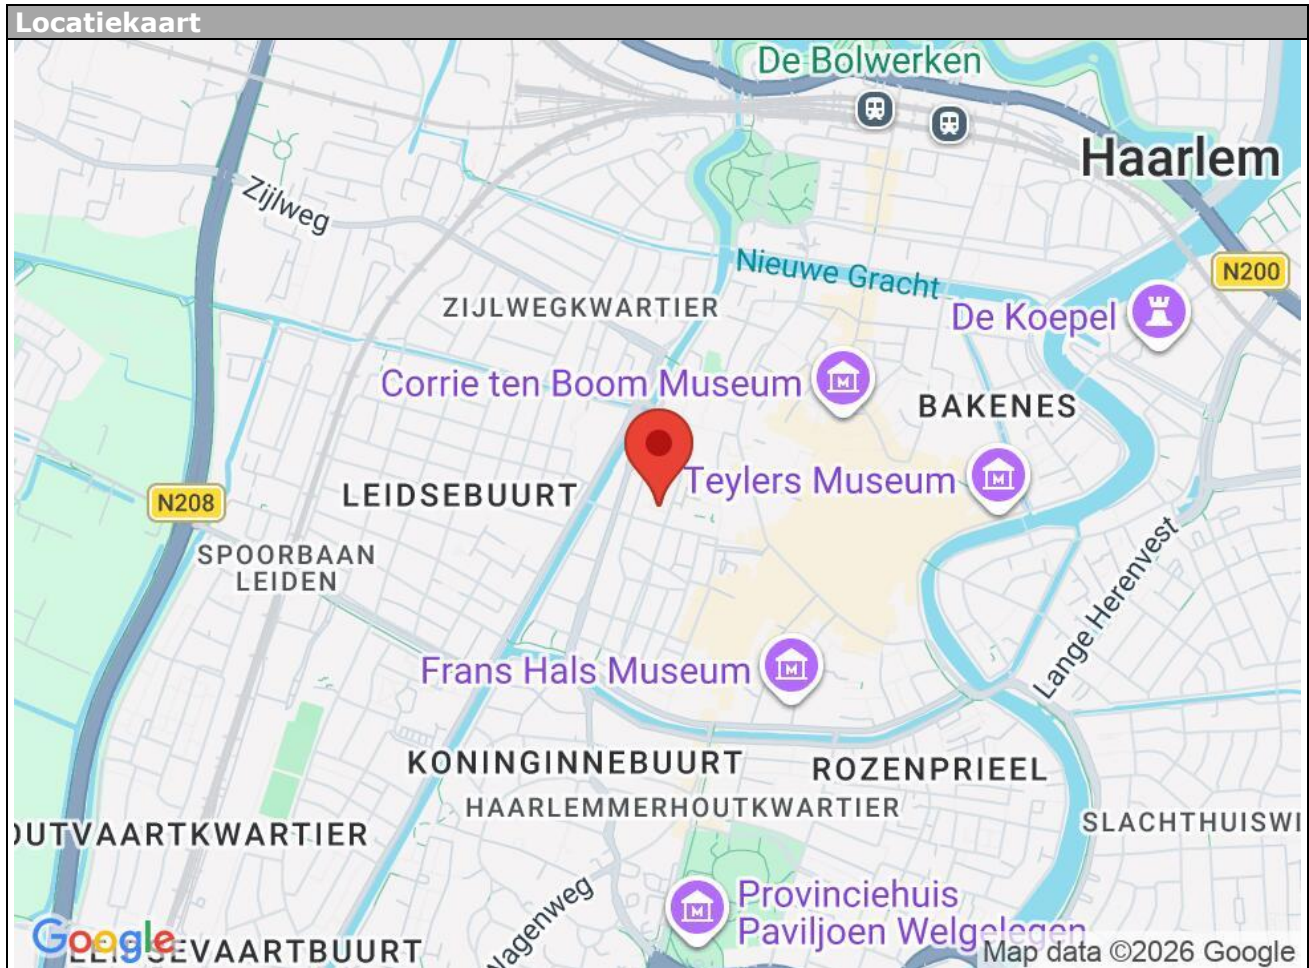 Locatiekaart
De Bolwerken
Haarlem
Zijlweg
Nieuwe Gracht
N200
ZIJLWEGKWARTIER
De Koepel
Corrie ten Boom Museum
BAKENES
Teylers Museum
LEIDSEBUURT
N208
SPOORBAAN
LEIDEN
Lange Herenvest
Frans Hals Museum
KONINGINNEBUURT
ROZENPRIEEL
HAARLEMMERHOUTKWARTIER
SLACHTHUISWI
OUTVAARTKWARTIER
Wagenweg
Provinciehuis
Paviljoen Welgelegen
Google
EVAARTBUURT
Map data ©2026 Google